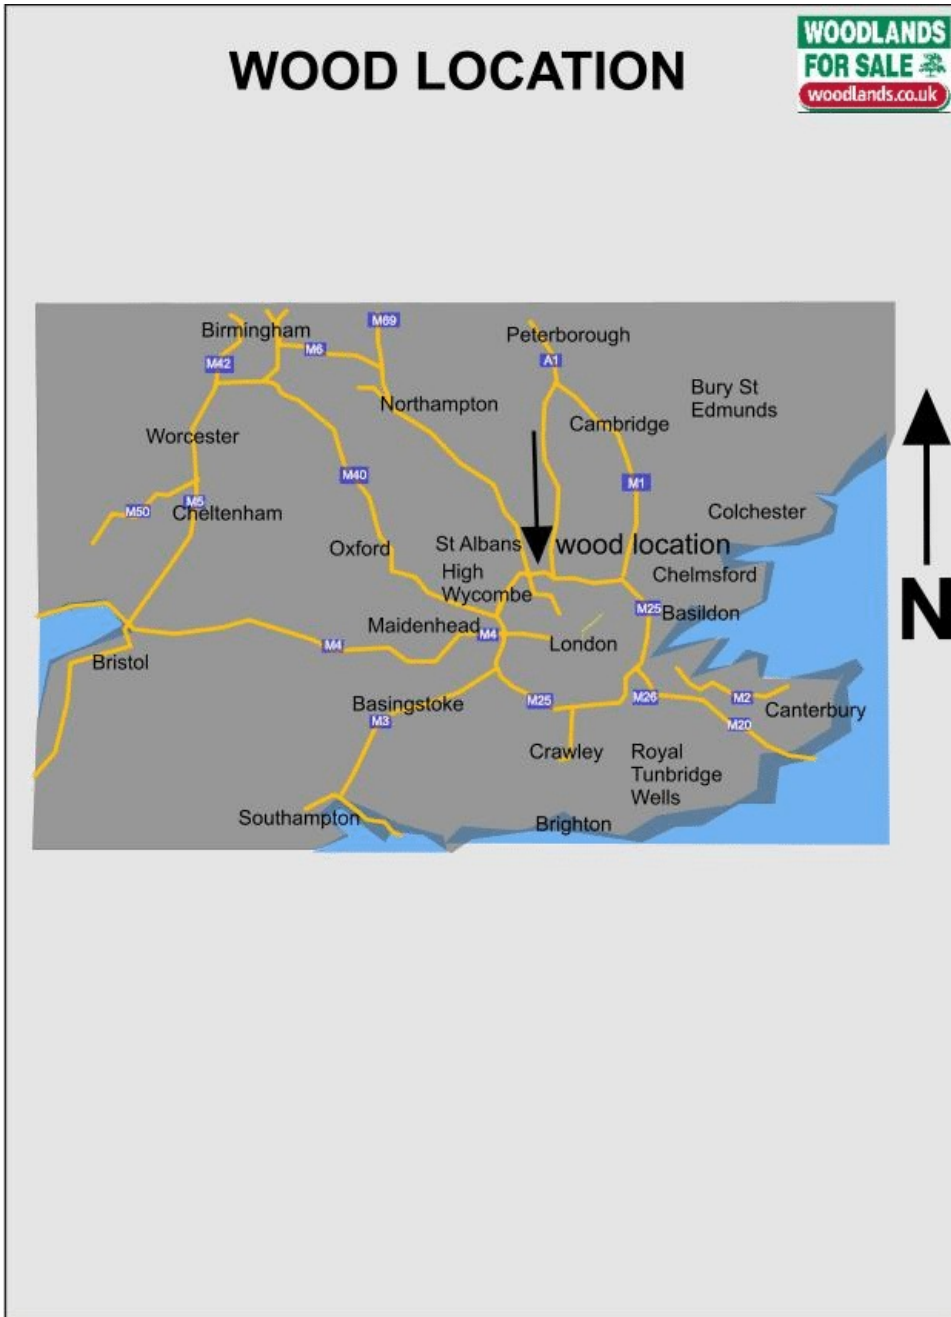 WOOD LOCATION
WOODLANDS
FOR SALE
woodlands.co.uk
M69
Birmingham
Peterborough
M6
A1
M42
Bury St
Edmunds
Northampton
Cambridge
Worcester
M40
M1
M5
M50
Cheltenham
Colchester
Oxford
St Albans
wood location
High
Wycombe
Chelmsford
M25
Basildon
Maidenhead
M4
M4
London
Bristol
Basingstoke
M25
M26
M2
Canterbury
M3
M20
Crawley
Royal
Tunbridge
Wells
Southampton
Brighton
N